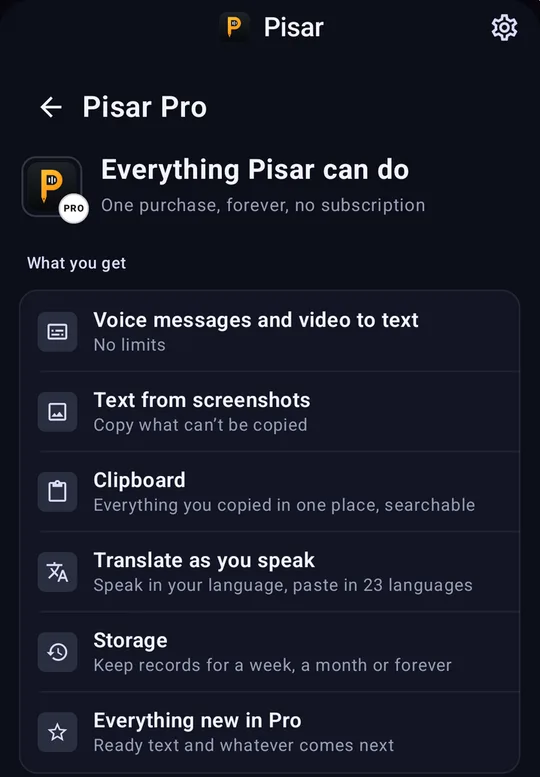 Pisar
Pisar Pro
Everything Pisar can do
PRO
One purchase, forever, no subscription
What you get
Voice messages and video to text
No limits
Text from screenshots
Copy what can’t be copied
Clipboard
Everything you copied in one place, searchable
Translate as you speak
Speak in your language, paste in 23 languages
Storage
Keep records for a week, a month or forever
Everything new in Pro
Ready text and whatever comes next